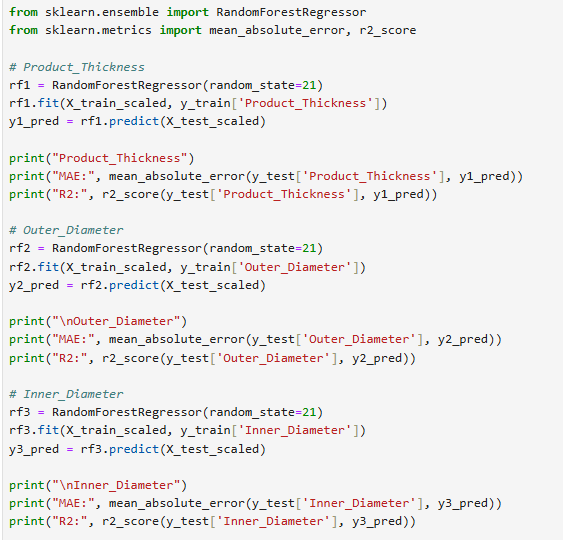 from sklearn.ensemble import RandomForestRegressor
from sklearn.metrics import mean_absolute_error, r2_score
# Product_Thickness
rf1 = RandomForestRegressor(random_state=21)
rf1.fit(X_train_scaled, y_train['Product_Thickness'])
y1_pred = rf1.predict(X_test_scaled)
print("Product_Thickness")
print("MAE:", mean_absolute_error(y_test['Product_Thickness'], y1_pred))
print("R2:", r2_score(y_test['Product_Thickness'], y1_pred))
# Outer_Diameter
rf2 = RandomForestRegressor(random_state=21)
rf2.fit(X_train_scaled, y_train['Outer_Diameter'])
y2_pred = rf2.predict(X_test_scaled)
print("\nOuter_Diameter")
print("MAE:", mean_absolute_error(y_test['Outer_Diameter'], y2_pred))
print("R2:", r2_score(y_test['Outer_Diameter'], y2_pred))
# Inner_Diameter
rf3 = RandomForestRegressor(random_state=21)
rf3.fit(X_train_scaled, y_train['Inner_Diameter'])
y3_pred = rf3.predict(X_test_scaled)
print("\nInner_Diameter")
print("MAE:", mean_absolute_error(y_test['Inner_Diameter'], y3_pred))
print("R2:", r2_score(y_test['Inner_Diameter'], y3_pred))